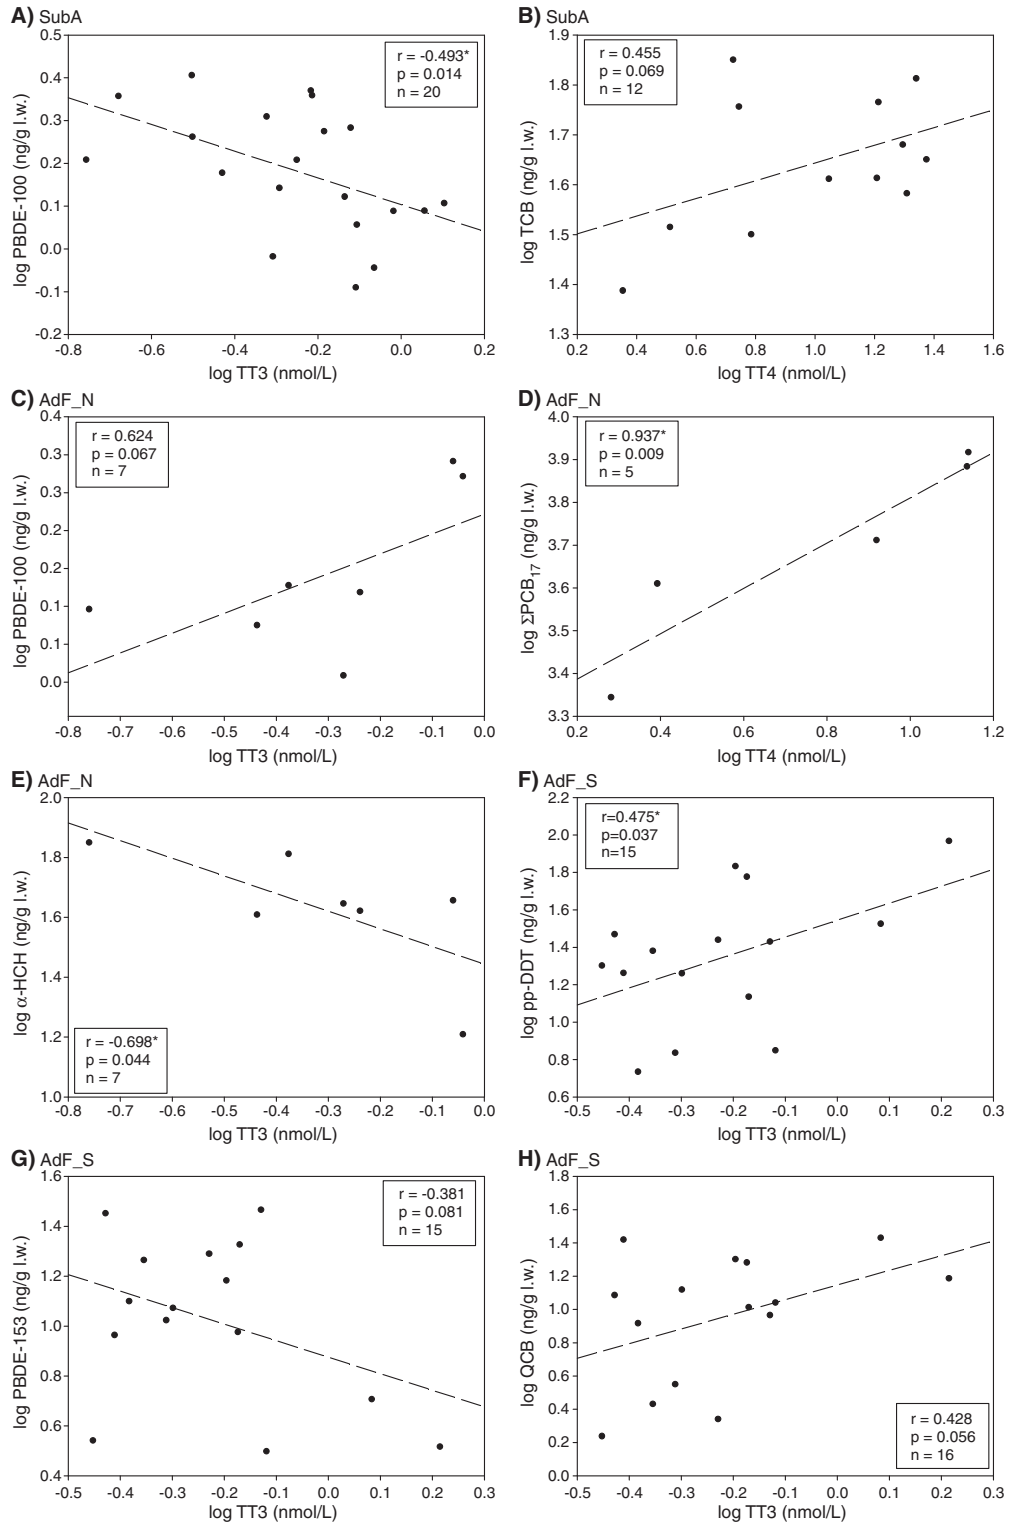 A) SubA
0.5
0.4
0.3
0.2
0.1
0.0
-0.1
-0.2
log PBDE-100 (ng/g l.w.)
r = -0.493*
p = 0.014
n = 20
-0.8 -0.6 -0.4 -0.2 0.0 0.2
log TT3 (nmol/L)
B) SubA
1.9
1.8
1.7
1.6
1.5
1.4
1.3
log TCB (ng/g l.w.)
r = 0.455
p = 0.069
n = 12
0.2 0.4 0.6 0.8 1.0 1.2 1.4 1.6
log TT4 (nmol/L)
C) AdF_N
0.4
0.3
0.3
0.2
0.2
0.1
0.1
0.0
log PBDE-100 (ng/g l.w.)
r = 0.624
p = 0.067
n = 7
-0.8 -0.7 -0.6 -0.5 -0.4 -0.3 -0.2 -0.1 0.0
log TT3 (nmol/L)
D) AdF_N
4.0
3.9
3.8
3.7
3.6
3.5
3.4
3.3
log ΣPCB17 (ng/g l.w.)
r = 0.937*
p = 0.009
n = 5
0.2 0.4 0.6 0.8 1.0 1.2
log TT4 (nmol/L)
E) AdF_N
2.0
1.8
1.6
1.4
1.2
1.0
log α-HCH (ng/g l.w.)
r = -0.698*
p = 0.044
n = 7
-0.8 -0.7 -0.6 -0.5 -0.4 -0.3 -0.2 -0.1 0.0
log TT3 (nmol/L)
F) AdF_S
2.2
2.0
1.8
1.6
1.4
1.2
1.0
0.8
0.6
log pp-DDT (ng/g l.w.)
r=0.475*
p=0.037
n=15
-0.5 -0.4 -0.3 -0.2 -0.1 0.0 0.1 0.2 0.3
log TT3 (nmol/L)
G) AdF_S
1.6
1.4
1.2
1.0
0.8
0.6
0.4
log PBDE-153 (ng/g l.w.)
r = -0.381
p = 0.081
n = 15
-0.5 -0.4 -0.3 -0.2 -0.1 0.0 0.1 0.2 0.3
log TT3 (nmol/L)
H) AdF_S
1.8
1.6
1.4
1.2
1.0
0.8
0.6
0.4
0.2
0.0
log QCB (ng/g l.w.)
r = 0.428
p = 0.056
n = 16
-0.5 -0.4 -0.3 -0.2 -0.1 0.0 0.1 0.2 0.3
log TT3 (nmol/L)